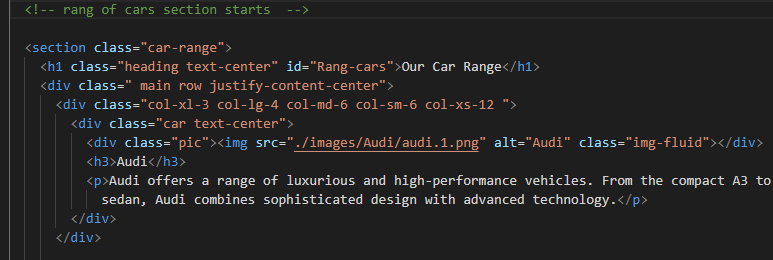 <!-- rang of cars section starts  -->
<section class="car-range">
<h1 class="heading text-center" id="Rang-cars">Our Car Range</h1>
<div class=" main row justify-content-center">
<div class="col-xl-3 col-lg-4 col-md-6 col-sm-6 col-xs-12 ">
<div class="car text-center">
<div class="pic"><img src="./images/Audi/audi.1.png" alt="Audi" class="img-fluid"></div>
<h3>Audi</h3>
<p>Audi offers a range of luxurious and high-performance vehicles. From the compact A3 to
sedan, Audi combines sophisticated design with advanced technology.</p>
</div>
</div>